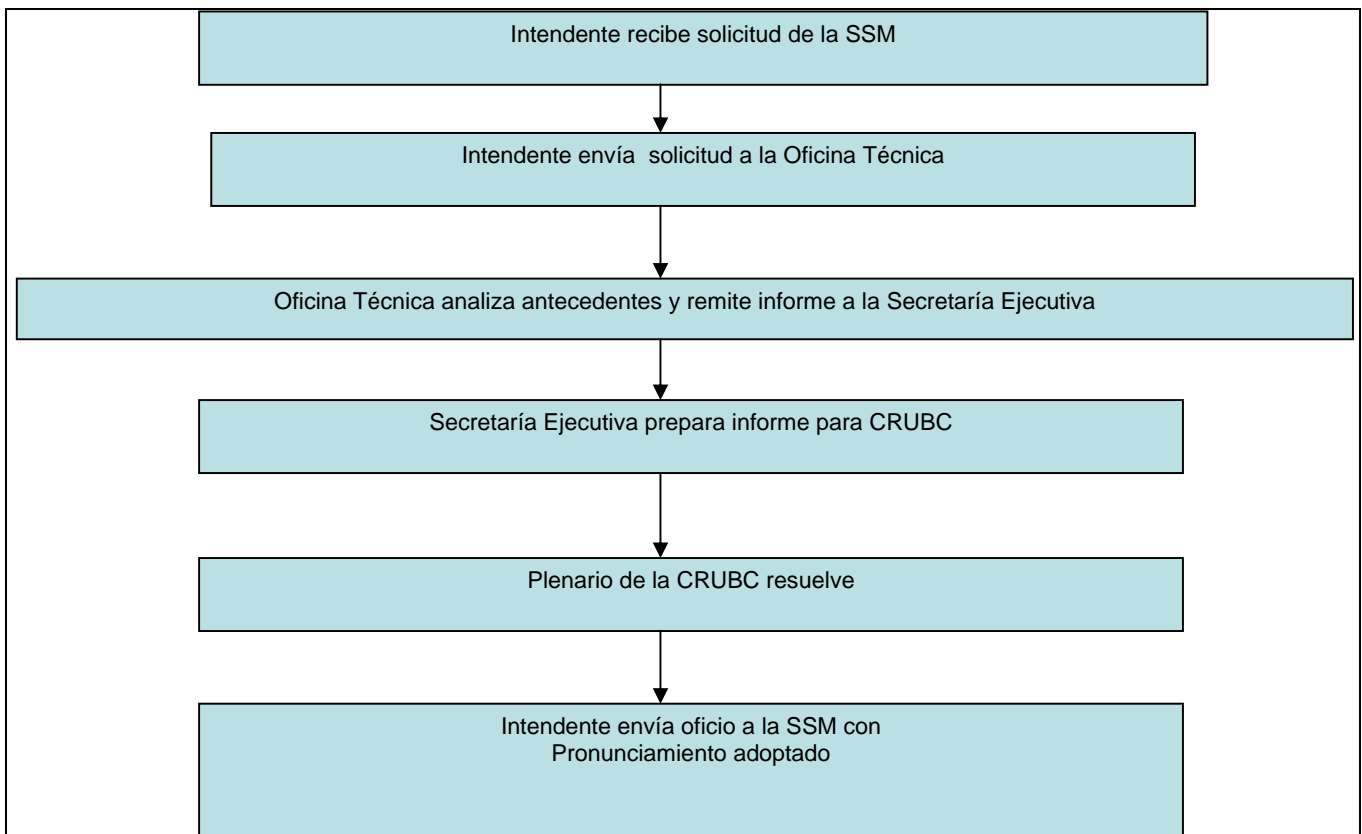 Intendente recibe solicitud de la SSM
Intendente envía  solicitud a la Oficina Técnica
Oficina Técnica analiza antecedentes y remite informe a la Secretaría Ejecutiva
Secretaría Ejecutiva prepara informe para CRUBC
Plenario de la CRUBC resuelve
Intendente envía oficio a la SSM con
Pronunciamiento adoptado